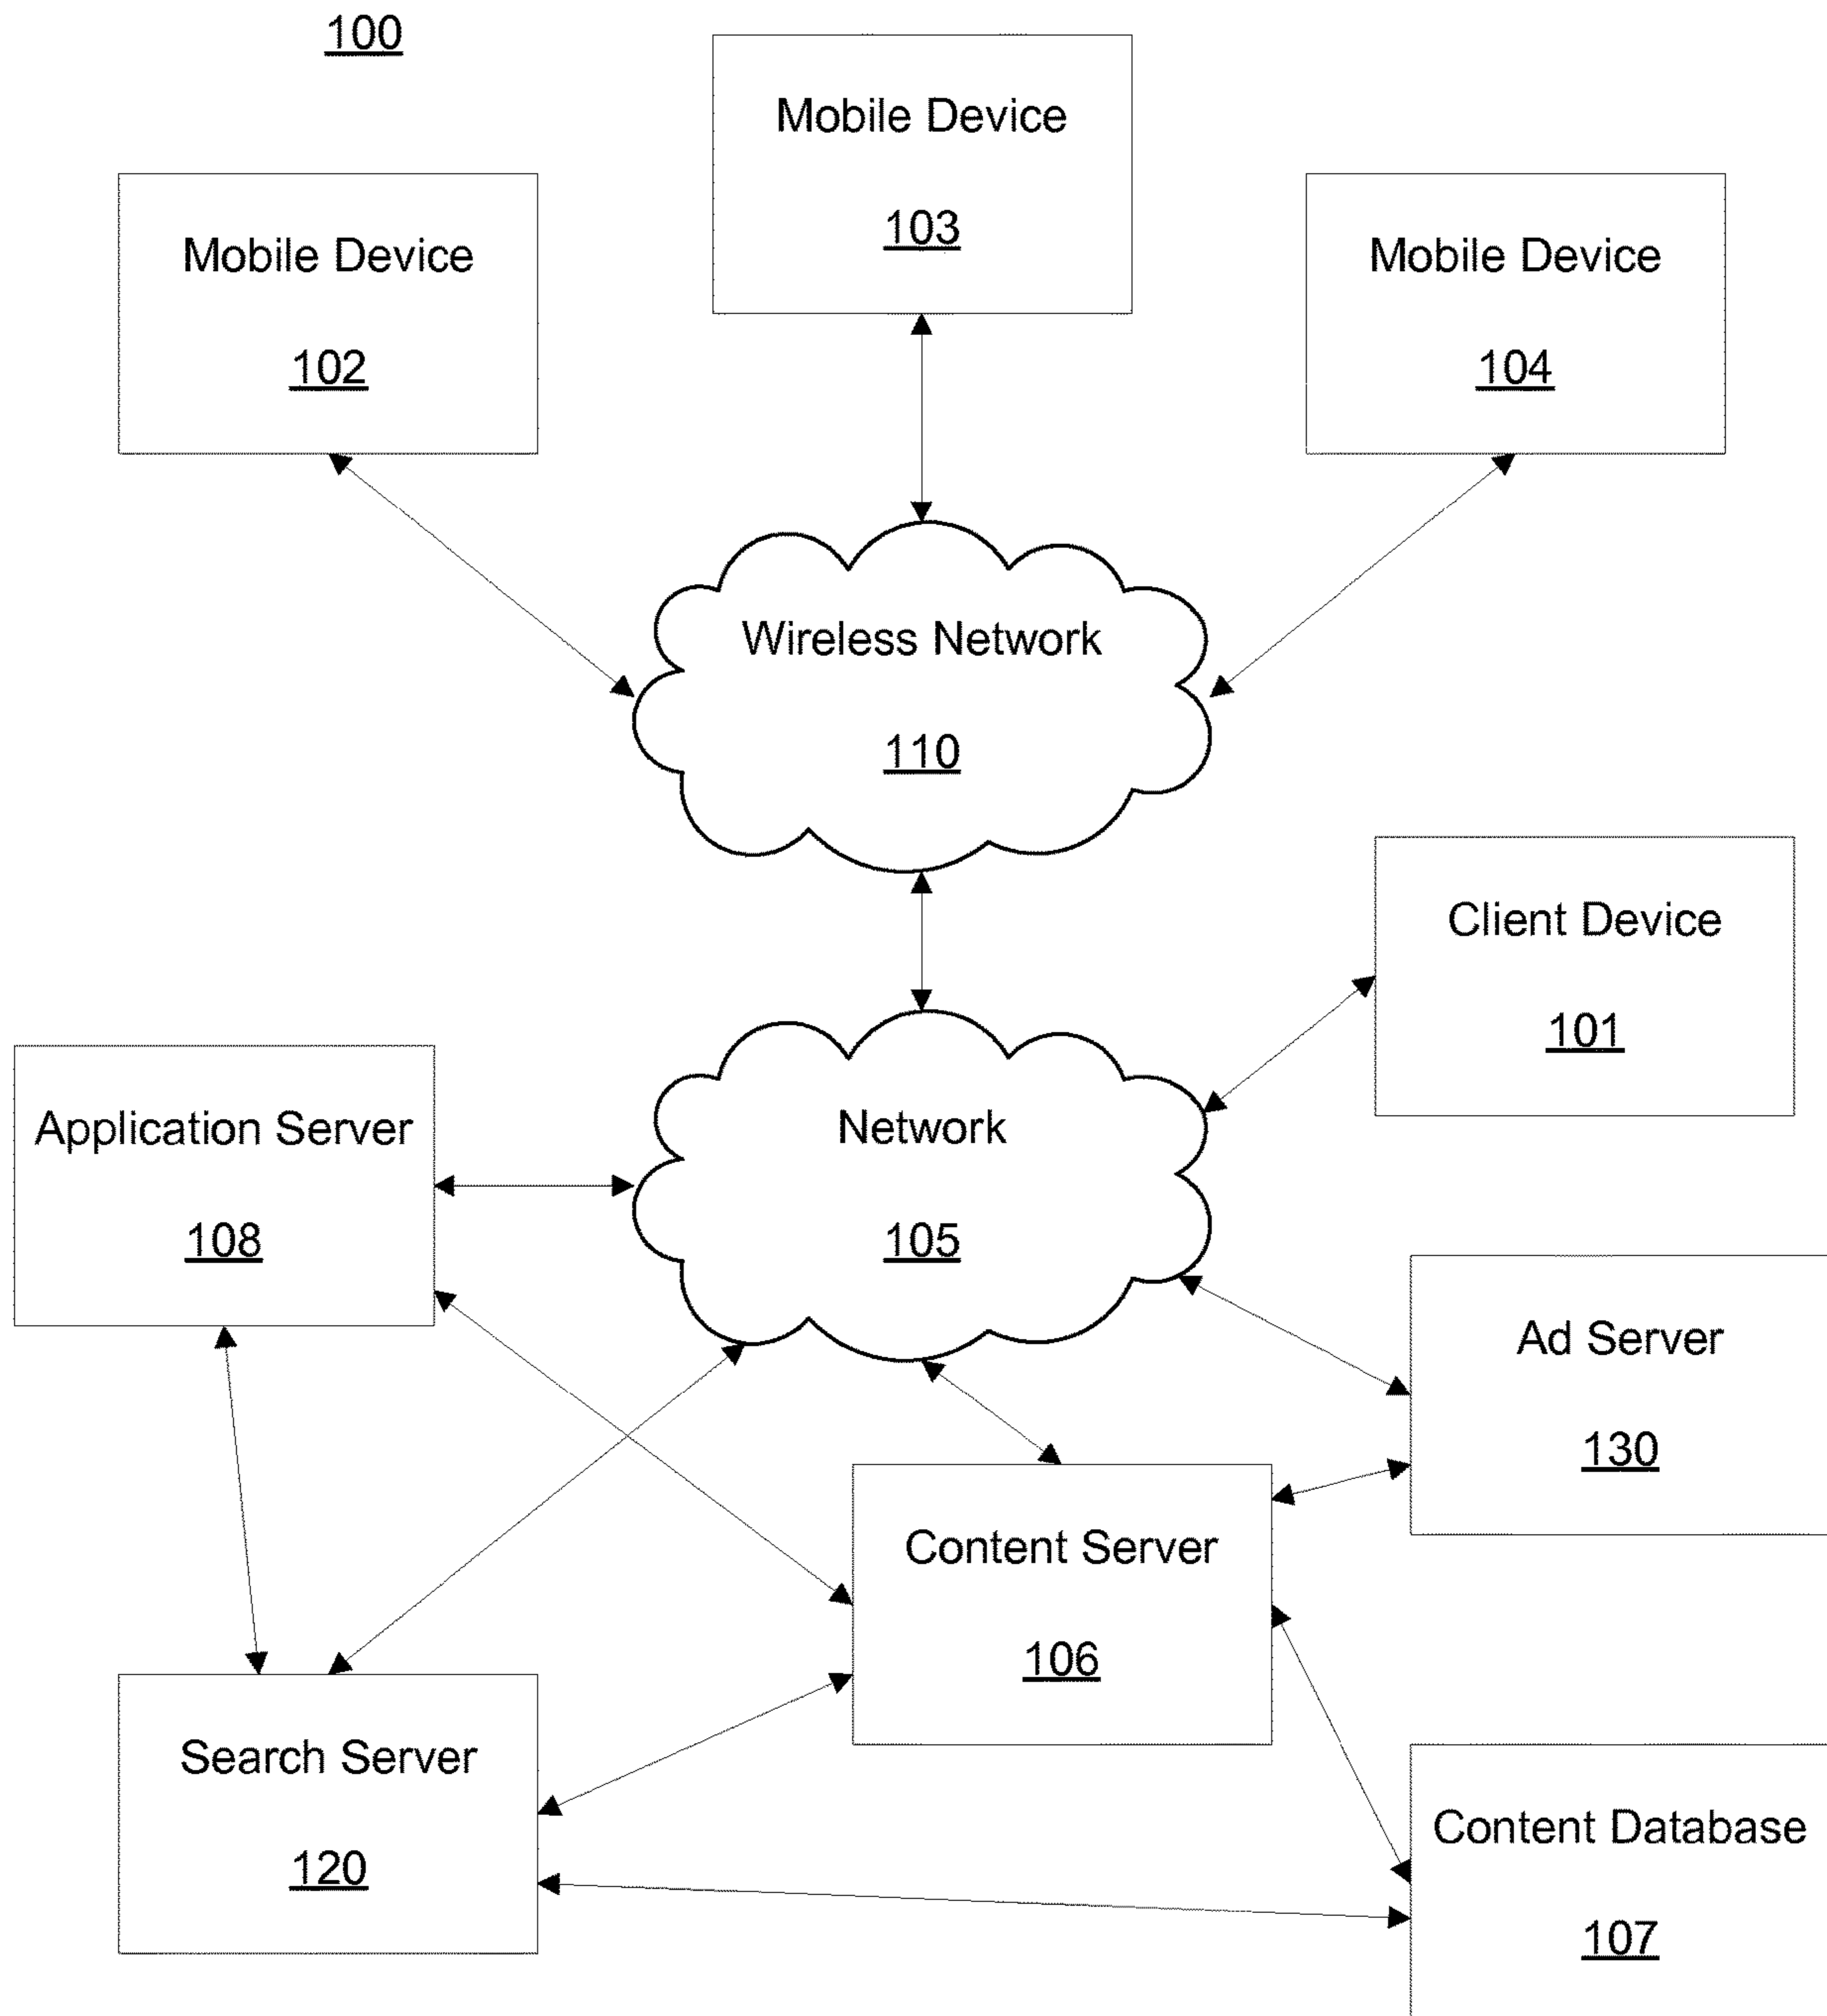 100
Mobile Device
103
Mobile Device
102
Mobile Device
104
Wireless Network
110
Client Device
101
Application Server
108
Network
105
Ad Server
130
Content Server
106
Search Server
120
Content Database
107